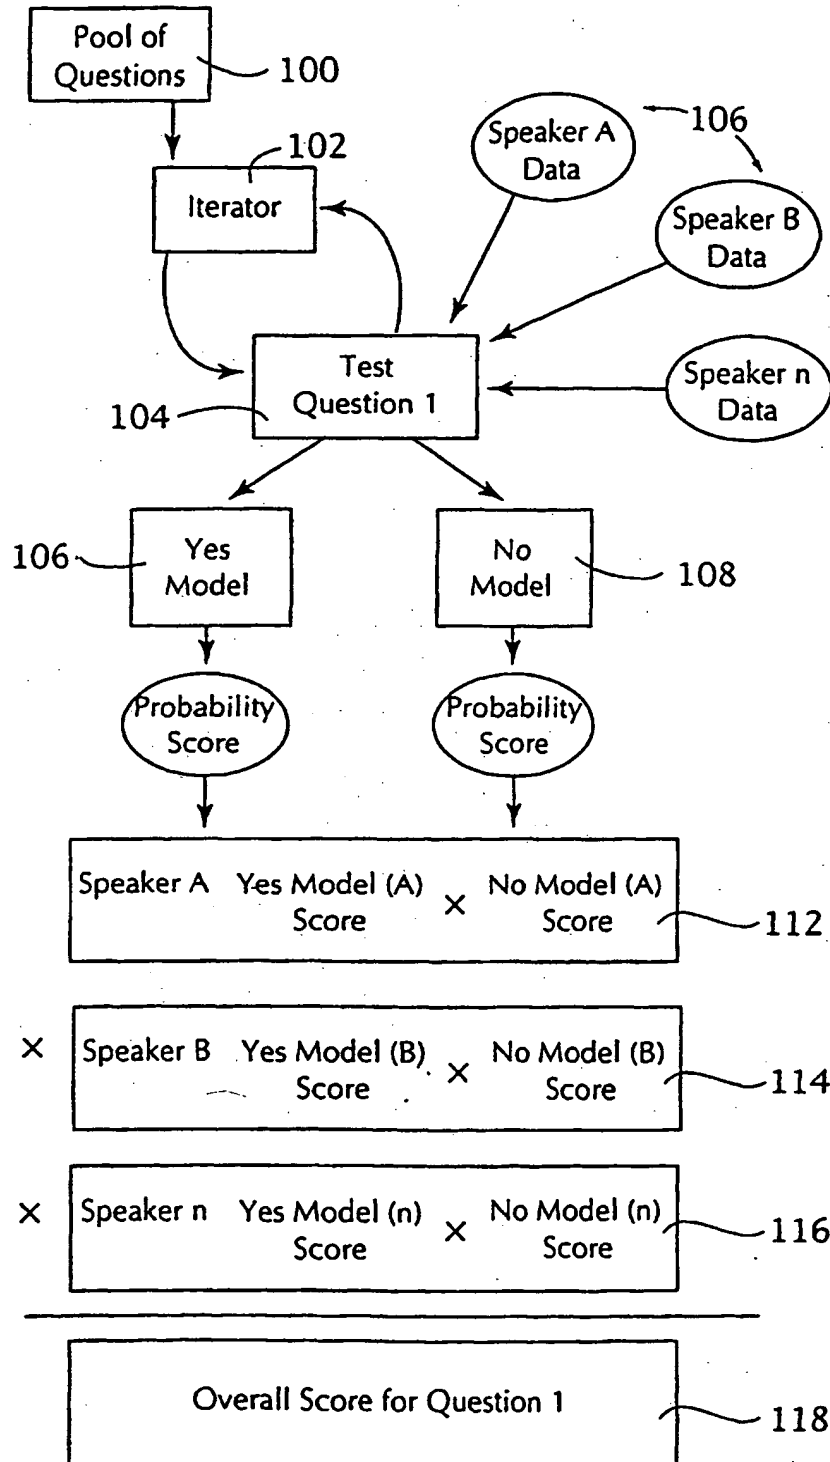 Pool of
Questions
100
102
Iterator
Speaker A
Data
106
Speaker B
Data
Test
Question 1
104
Speaker n
Data
106
Yes
Model
No
Model
108
Probability
Score
Probability
Score
Speaker A Yes Model (A) × No Model (A)
Score Score
112
× Speaker B Yes Model (B) × No Model (B)
Score Score
114
× Speaker n Yes Model (n) × No Model (n)
Score Score
116
Overall Score for Question 1
118